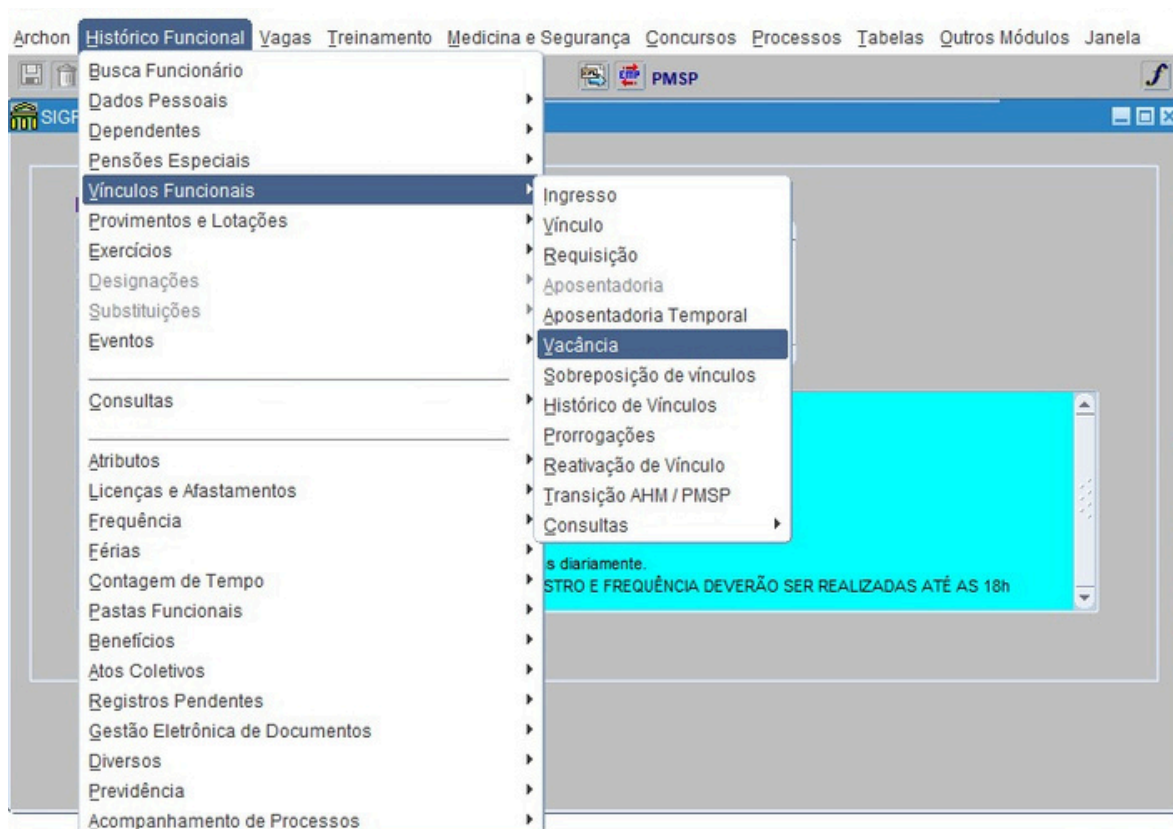 Archon Histórico Funcional Vagas Treinamento Medicina e Segurança Concursos Processos Tabelas Outros Módulos Janela
PMSP
Busca Funcionário
Dados Pessoais
Dependentes
Pensões Especiais
Vínculos Funcionais
Provimentos e Lotações
Exercícios
Designações
Substituições
Eventos
Consultas
Atributos
Licenças e Afastamentos
Frequência
Férias
Contagem de Tempo
Pastas Funcionais
Benefícios
Atos Coletivos
Registros Pendentes
Gestão Eletrônica de Documentos
Diversos
Previdência
Acompanhamento de Processos
Ingresso
Vínculo
Requisição
Aposentadoria
Aposentadoria Temporal
Vacância
Sobreposição de vínculos
Histórico de Vínculos
Prorrogações
Reativação de Vínculo
Transição AHM / PMSP
Consultas
s diariamente.
STRO E FREQUÊNCIA DEVERÃO SER REALIZADAS ATÉ AS 18h